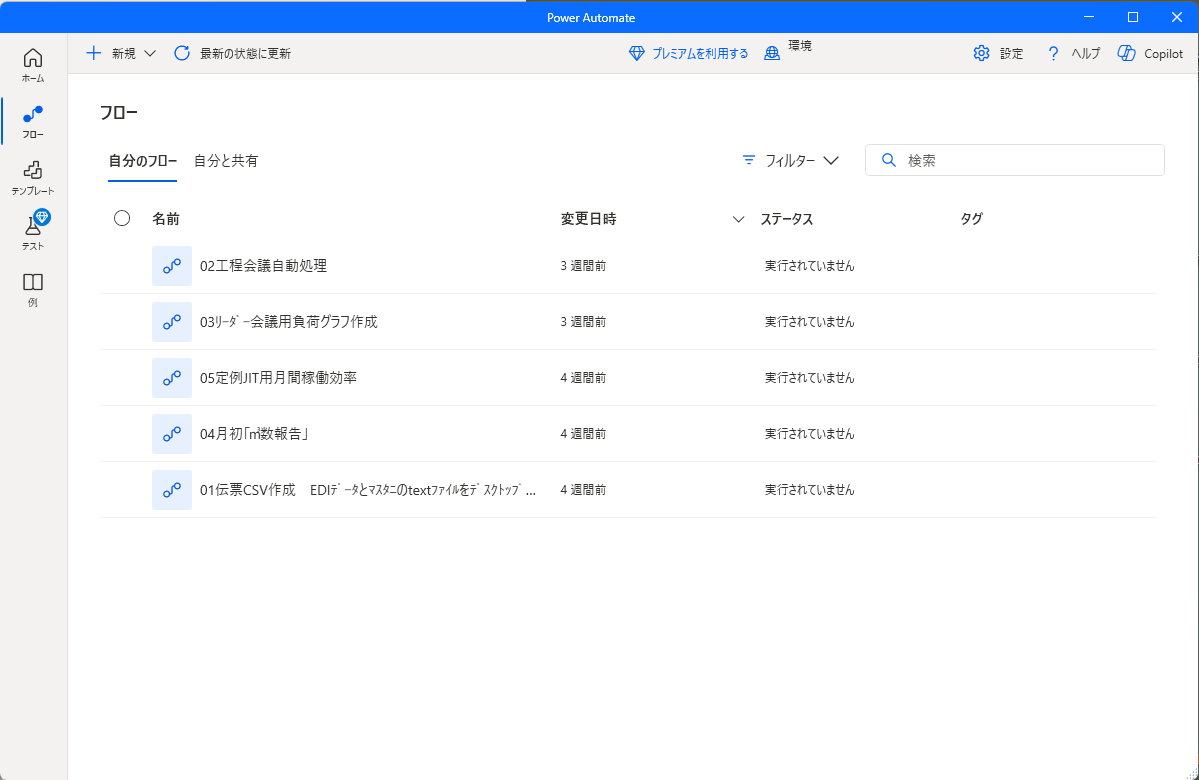 Power Automate
新規
最新の状態に更新
プレミアムを利用する
環境
設定
ヘルプ
Copilot
ホーム
フロー
テンプレート
テスト
例
フロー
自分のフロー
自分と共有
フィルター
検索
名前 変更日時 ステータス タグ
02工程会議自動処理 3 週間前 実行されていません
03ﾘｰﾀﾞｰ会議用負荷グラフ作成 3 週間前 実行されていません
05定例JIT用月間稼働効率 4 週間前 実行されていません
04月初「㎡数報告」 4 週間前 実行されていません
01伝票CSV作成　EDIﾃﾞｰﾀとﾏｽﾀﾆのtextﾌｧｲﾙをﾃﾞｽｸﾄｯﾌﾟ... 4 週間前 実行されていません